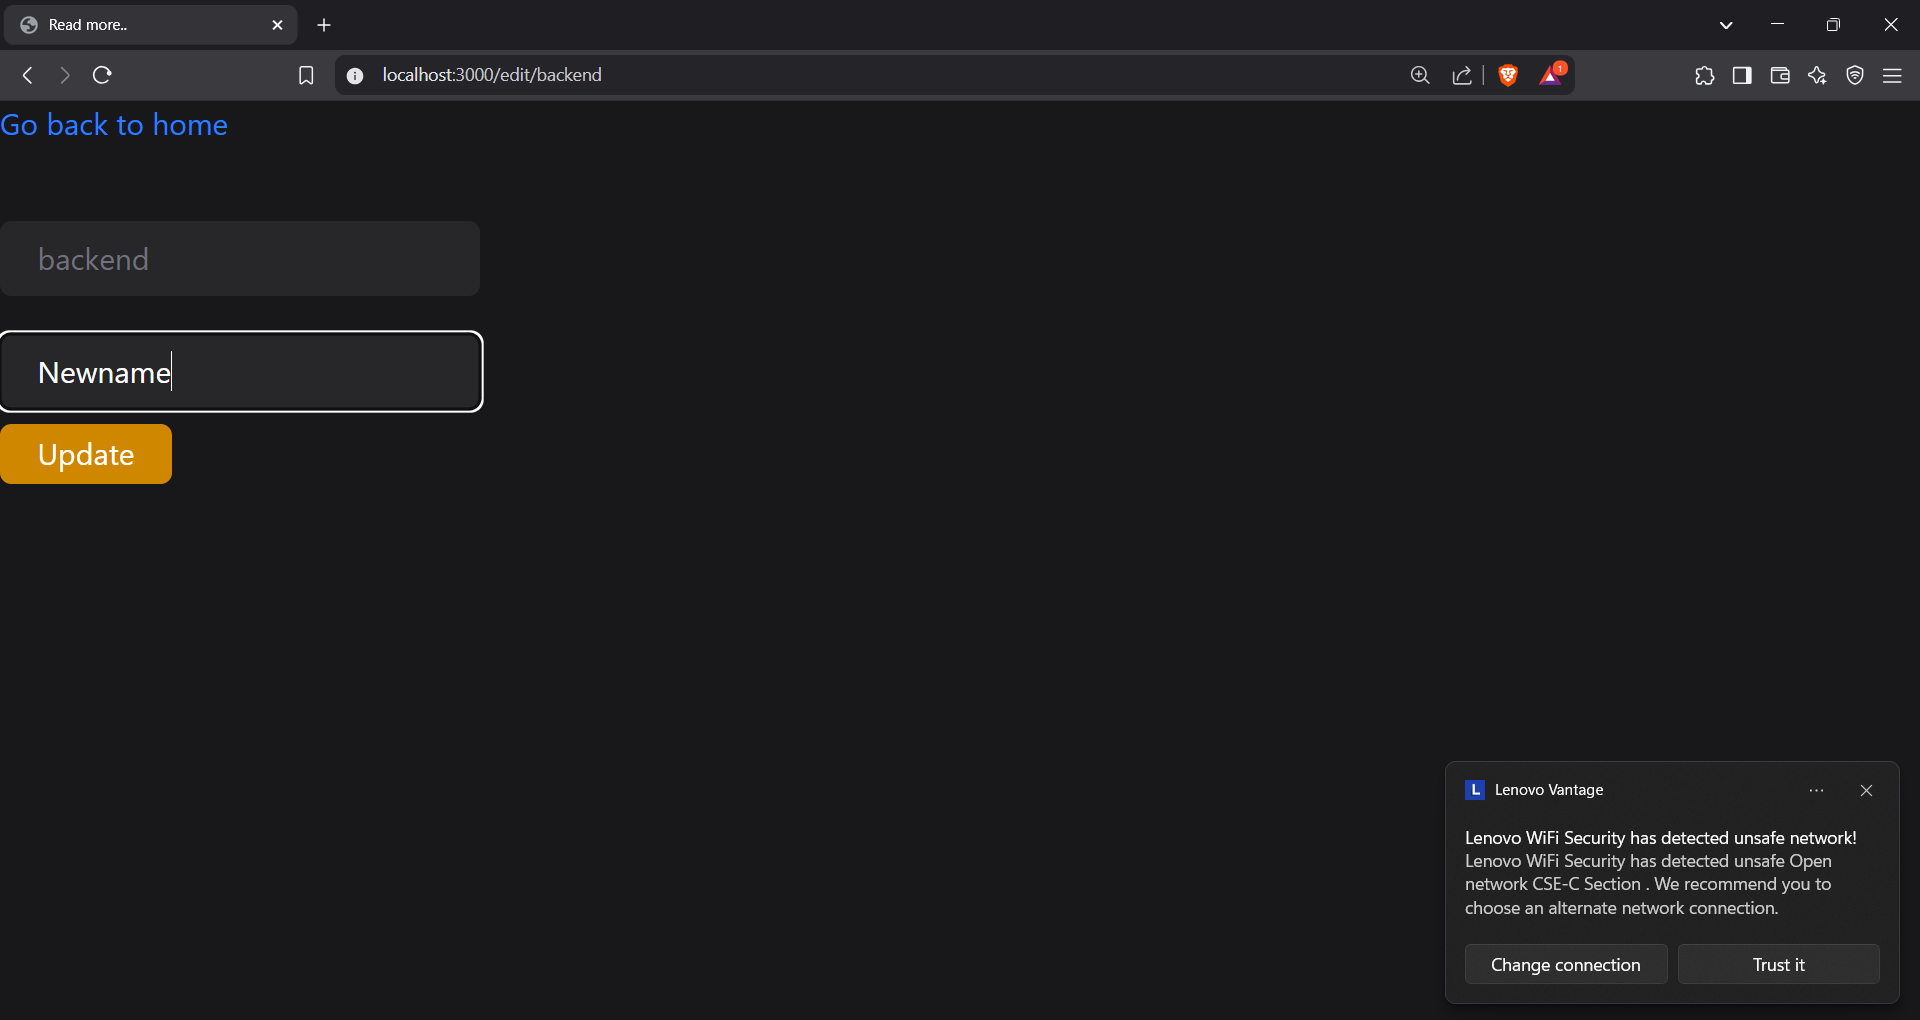 Read more..
localhost:3000/edit/backend
1
Go back to home
backend
Newname
Update
L Lenovo Vantage
Lenovo WiFi Security has detected unsafe network!
Lenovo WiFi Security has detected unsafe Open
network CSE-C Section . We recommend you to
choose an alternate network connection.
Change connection
Trust it